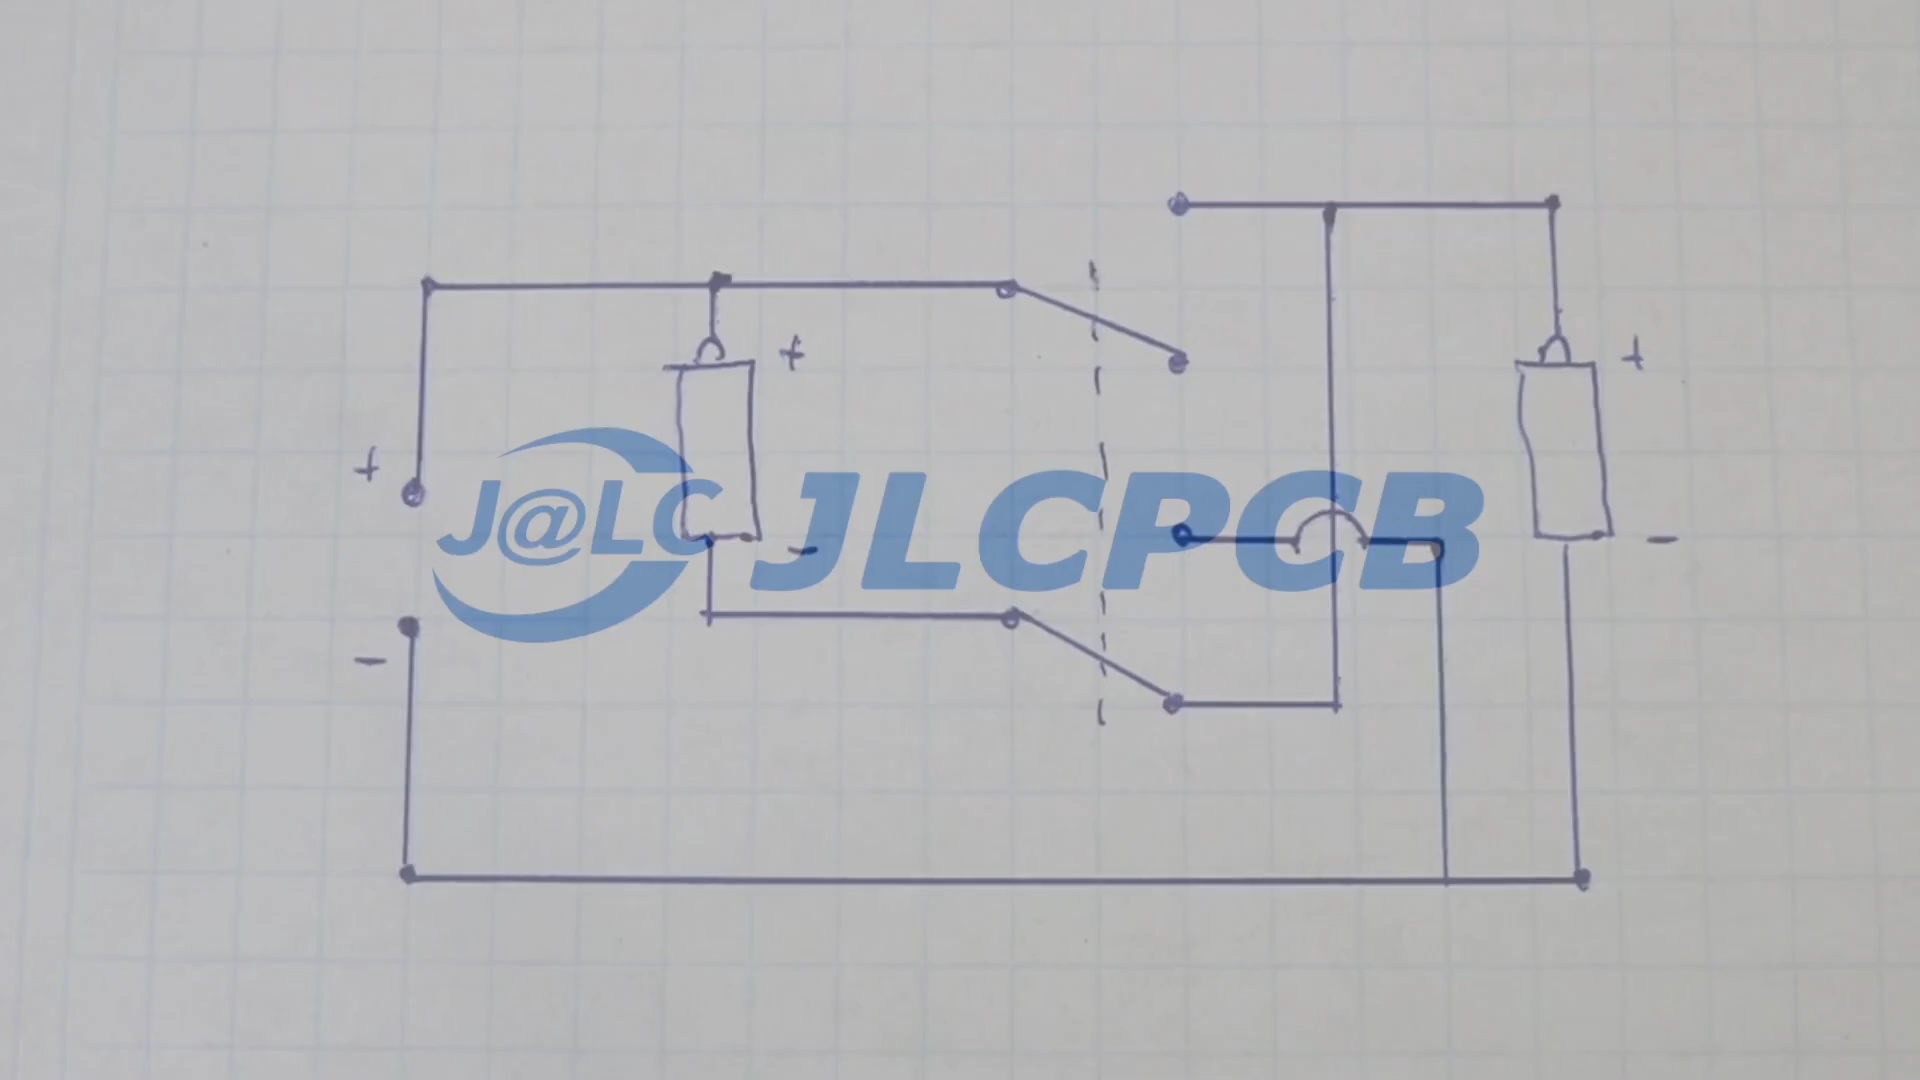 + +
+
J@LC JLCPCB
- -
-